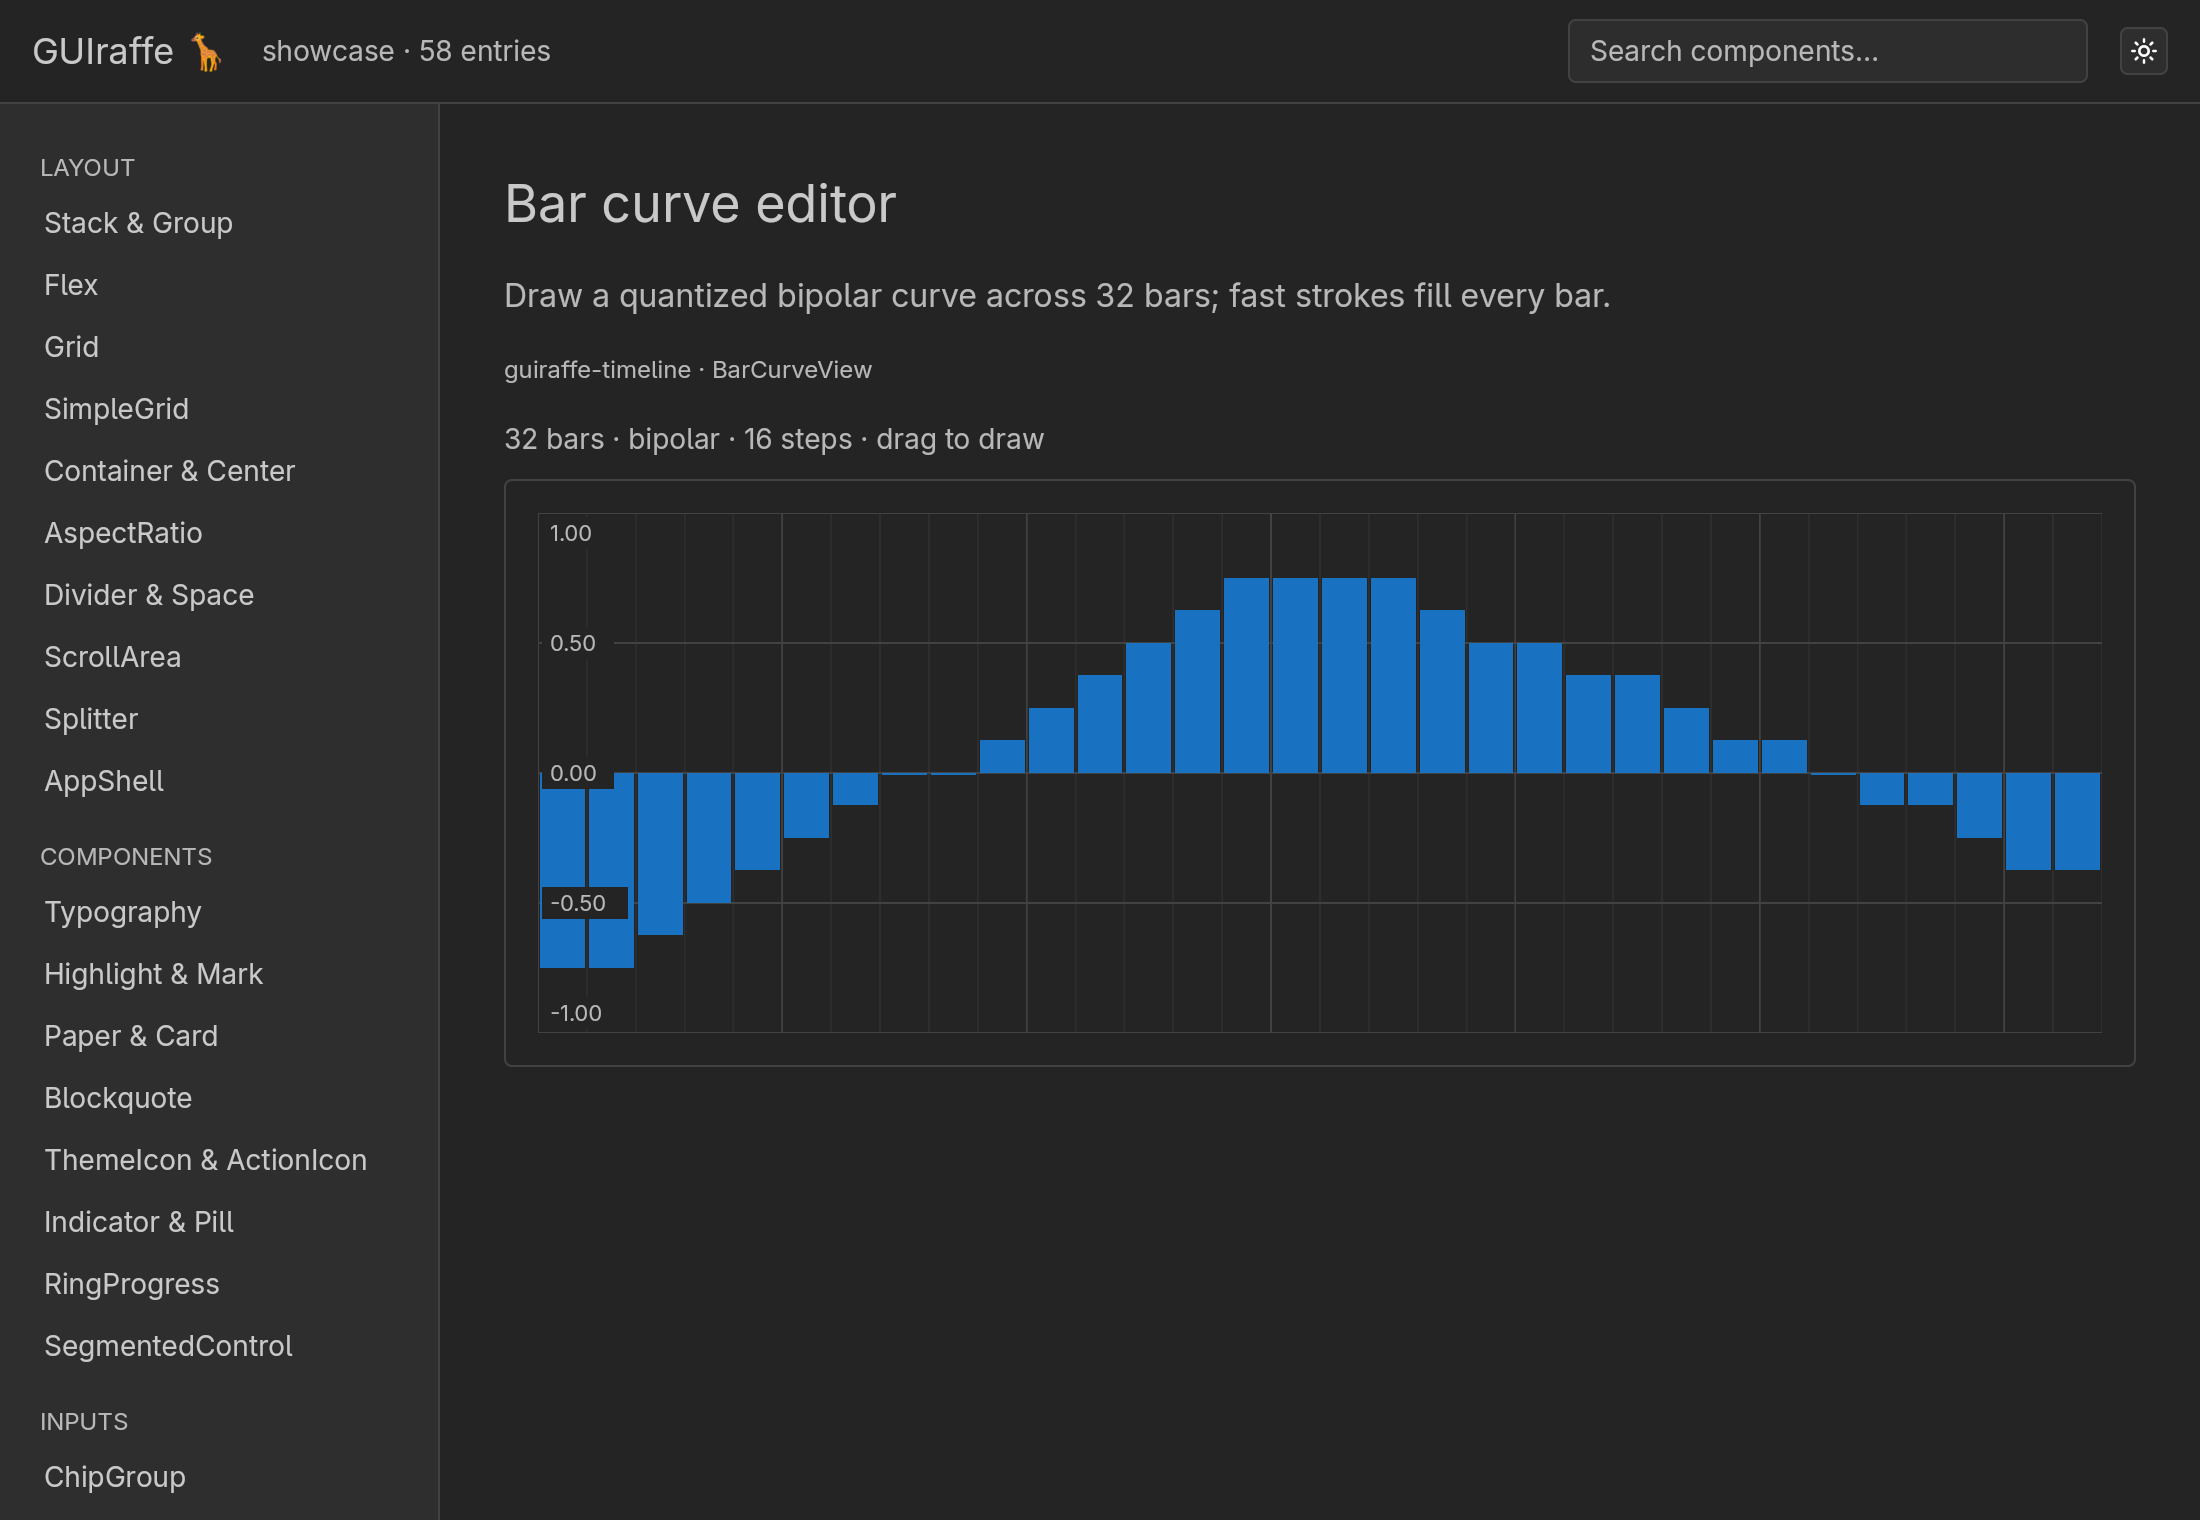 GUIraffe 🦒 showcase · 58 entries Search components...
LAYOUT
Stack & Group
Flex
Grid
SimpleGrid
Container & Center
AspectRatio
Divider & Space
ScrollArea
Splitter
AppShell
COMPONENTS
Typography
Highlight & Mark
Paper & Card
Blockquote
ThemeIcon & ActionIcon
Indicator & Pill
RingProgress
SegmentedControl
INPUTS
ChipGroup
Bar curve editor
Draw a quantized bipolar curve across 32 bars; fast strokes fill every bar.
guiraffe-timeline · BarCurveView
32 bars · bipolar · 16 steps · drag to draw
1.00
0.50
0.00
-0.50
-1.00